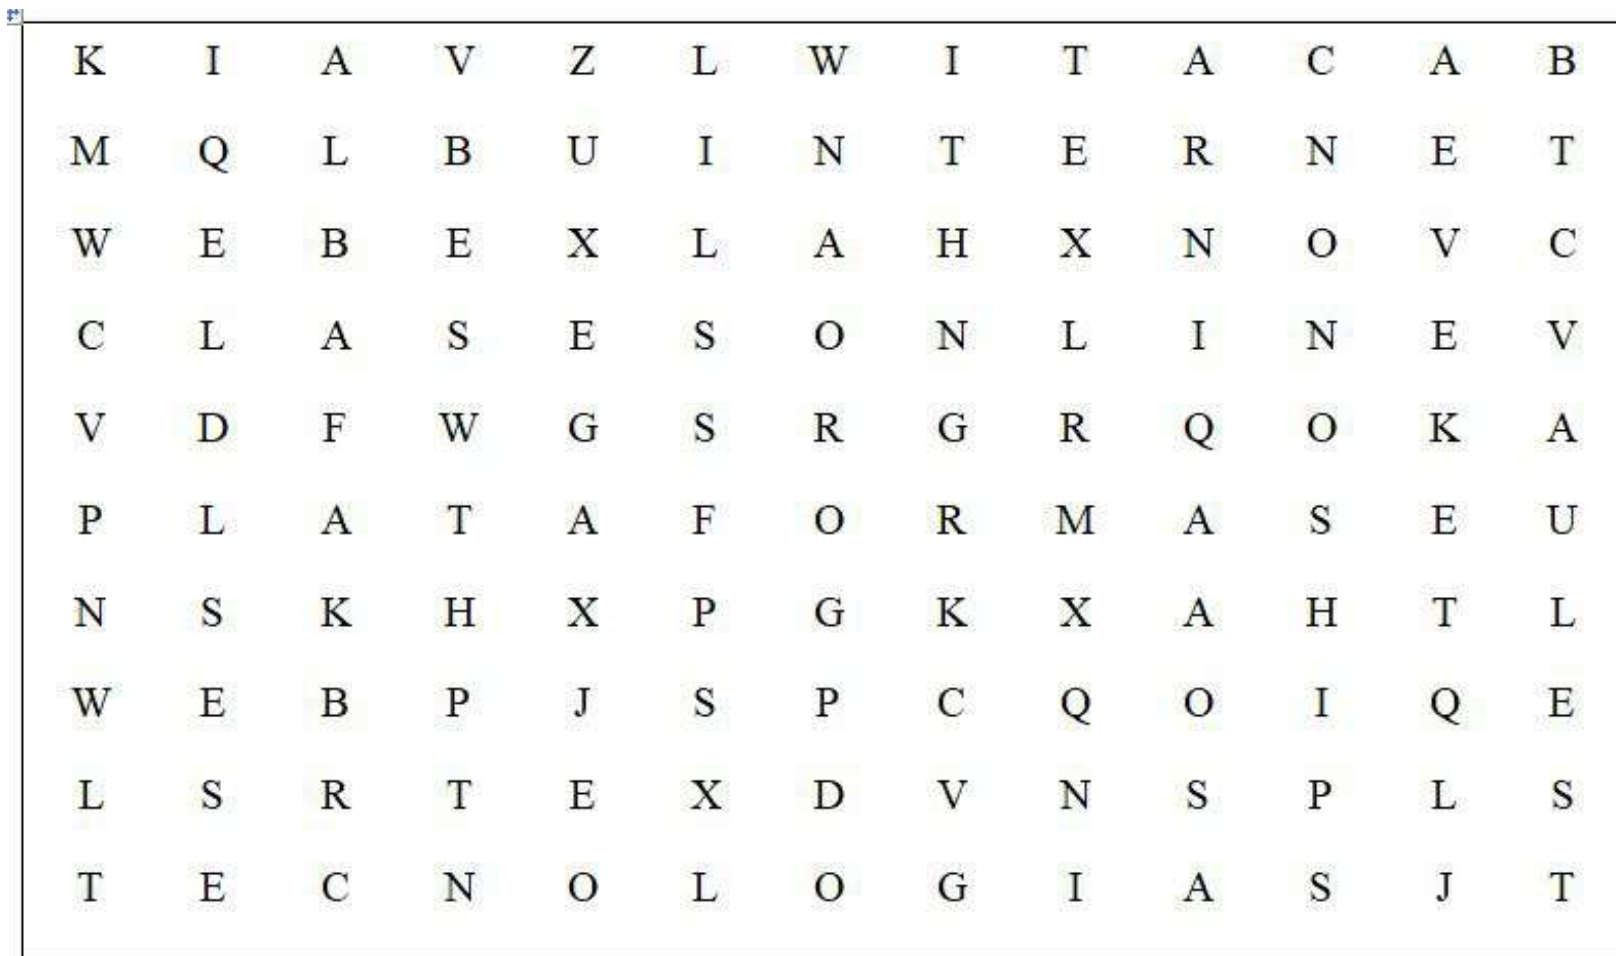 K I A V Z L W I T A C A B
M Q L B U I N T E R N E T
W E B E X L A H X N O V C
C L A S E S O N L I N E V
V D F W G S R G R Q O K A
P L A T A F O R M A S E U
N S K H X P G K X A H T L
W E B P J S P C Q O I Q E
L S R T E X D V N S P L S
T E C N O L O G I A S J T